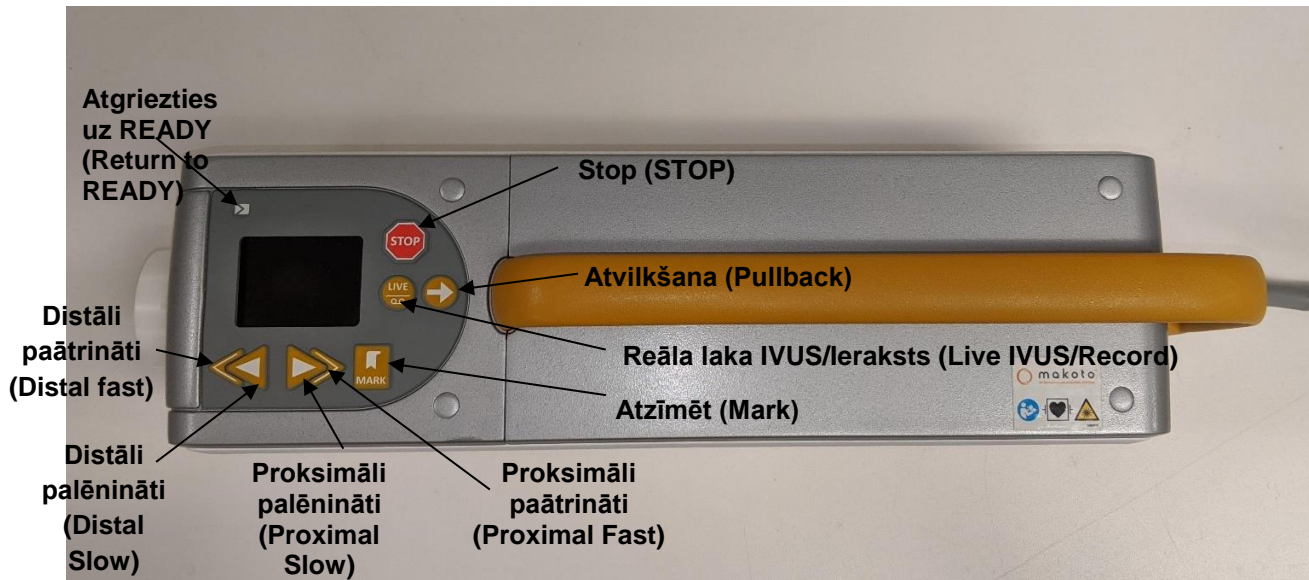 Atgriezties
uz READY
(Return to
READY)
Stop (STOP)
STOP
Atvilkšana (Pullback)
LIVE
Distāli
paātrināti
(Distal fast)
Reāla laka IVUS/Ieraksts (Live IVUS/Record)
makoto
MARK
Atzīmēt (Mark)
Distāli
palēnināti
(Distal
Slow)
Proksimāli
palēnināti
(Proximal
Slow)
Proksimāli
paātrināti
(Proximal Fast)